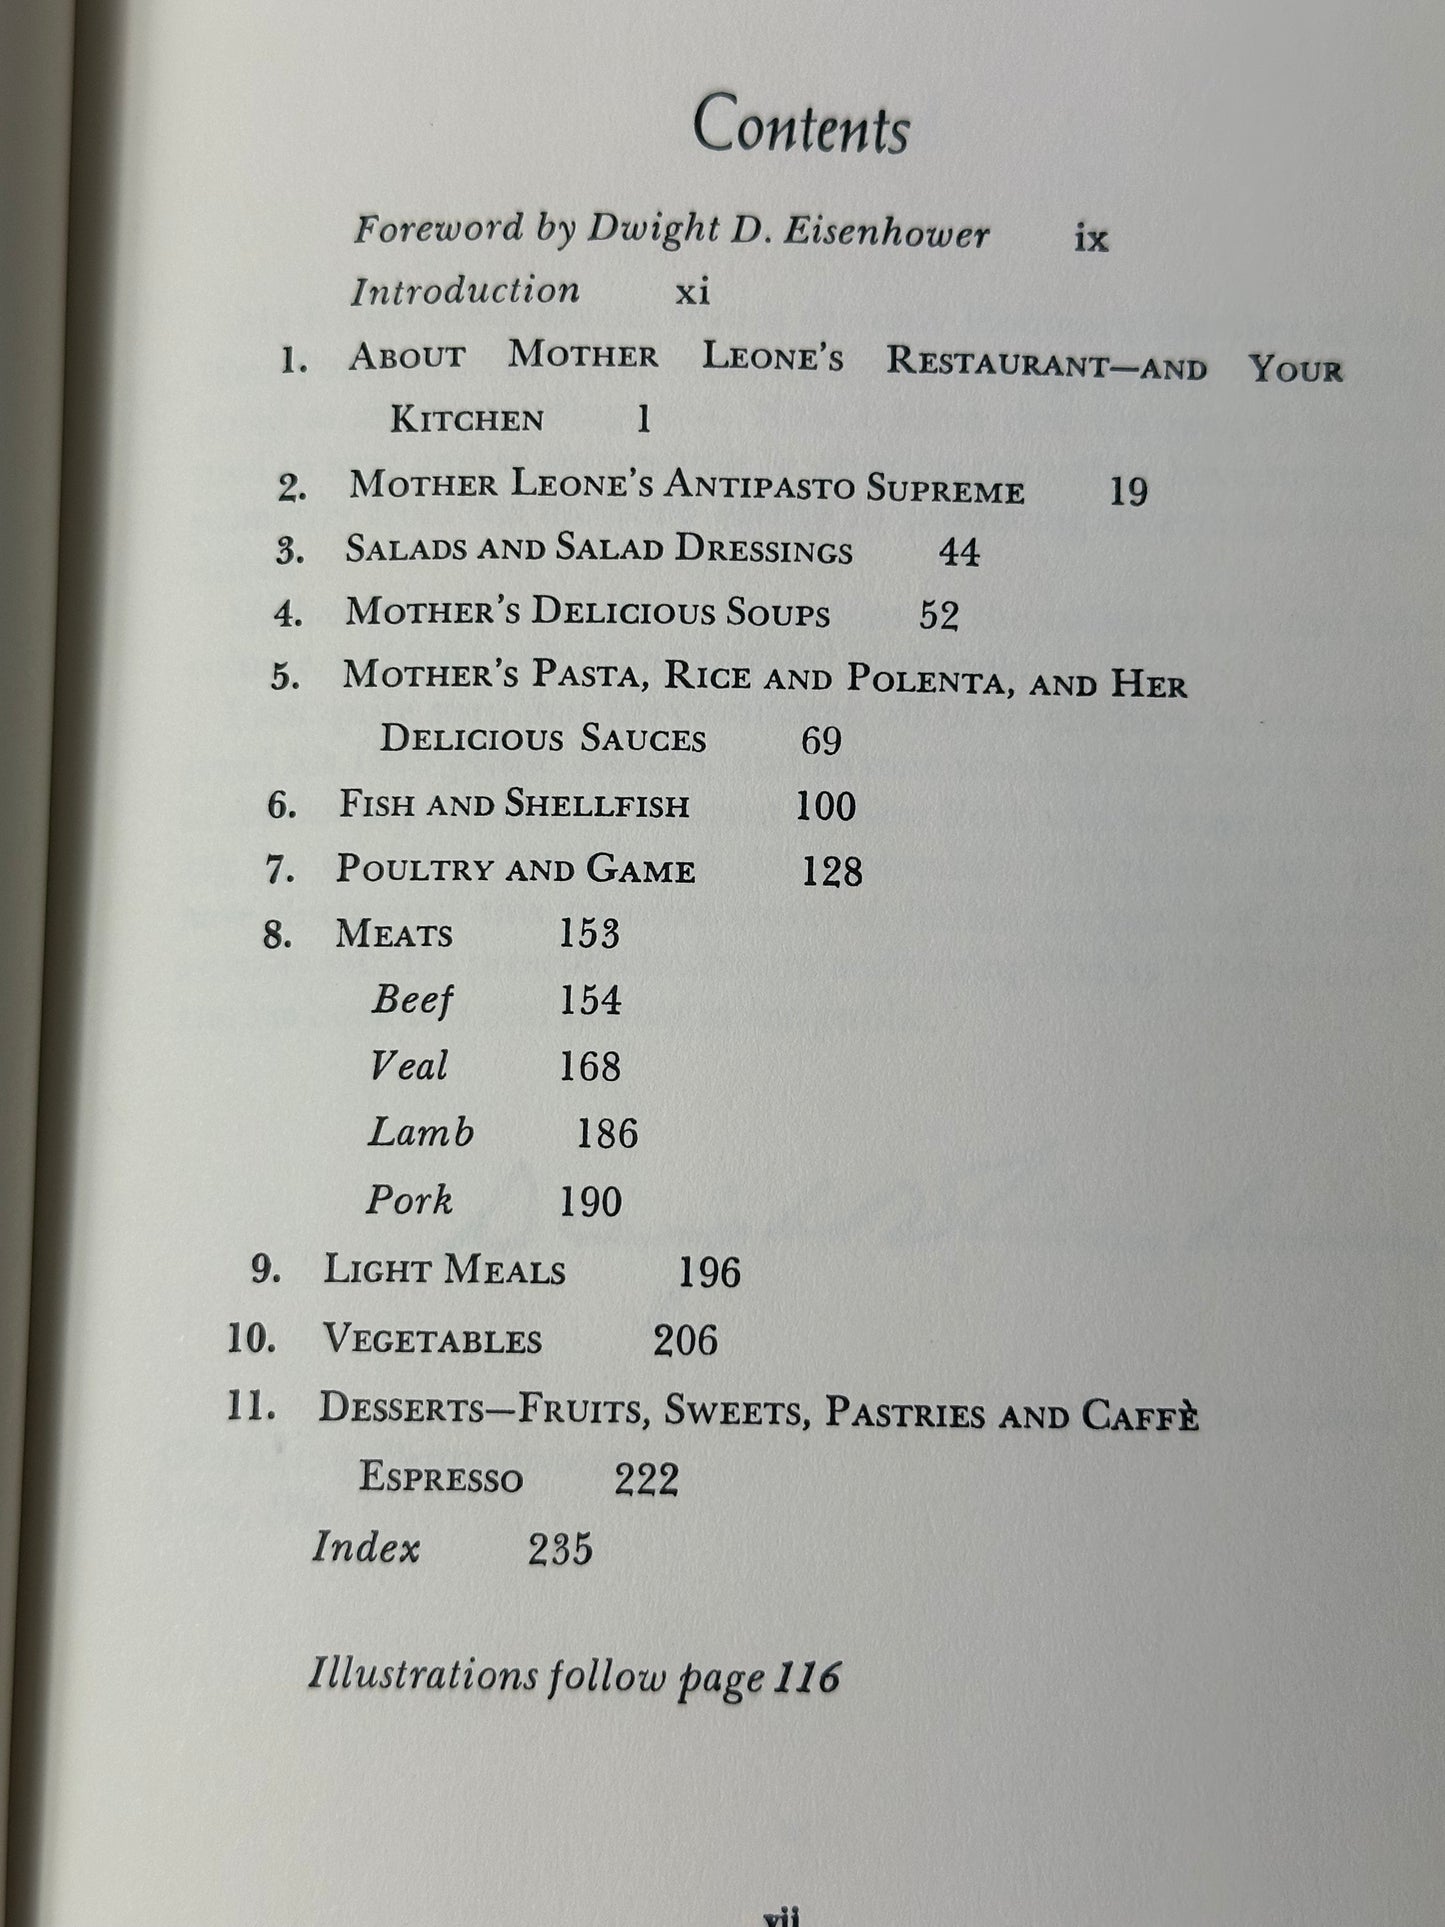 Contents
Foreword by Dwight D. Eisenhower ix
Introduction xi
1. About Mother Leone's Restaurant—and Your
Kitchen 1
2. Mother Leone's Antipasto Supreme 19
3. Salads and Salad Dressings 44
4. Mother's Delicious Soups 52
5. Mother's Pasta, Rice and Polenta, and Her
Delicious Sauces 69
6. Fish and Shellfish 100
7. Poultry and Game 128
8. Meats 153
Beef 154
Veal 168
Lamb 186
Pork 190
9. Light Meals 196
10. Vegetables 206
11. Desserts—Fruits, Sweets, Pastries and Caffè
Espresso 222
Index 235
Illustrations follow page 116
vii